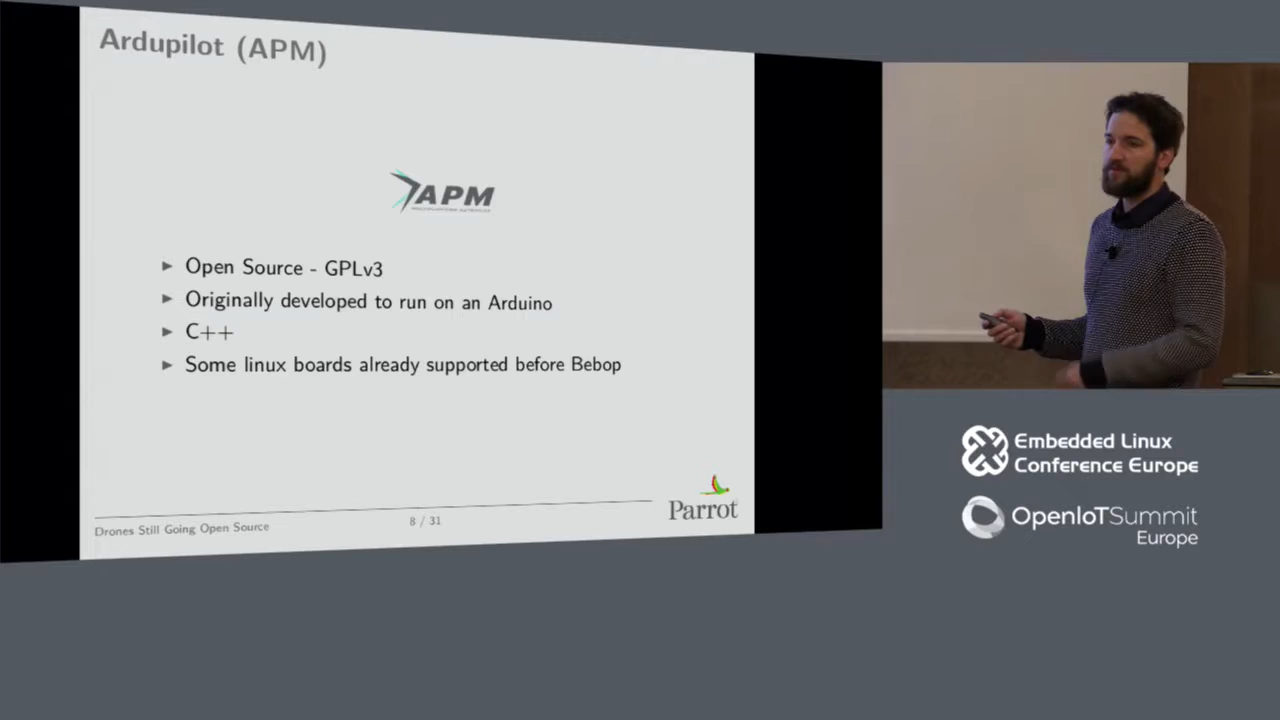 Ardupilot (APM)
APM
Open Source - GPLv3
Originally developed to run on an Arduino
C++
Some linux boards already supported before Bebop
Drones Still Going Open Source
8 / 31
Parrot
Embedded Linux
Conference Europe
OpenIoTSummit
Europe